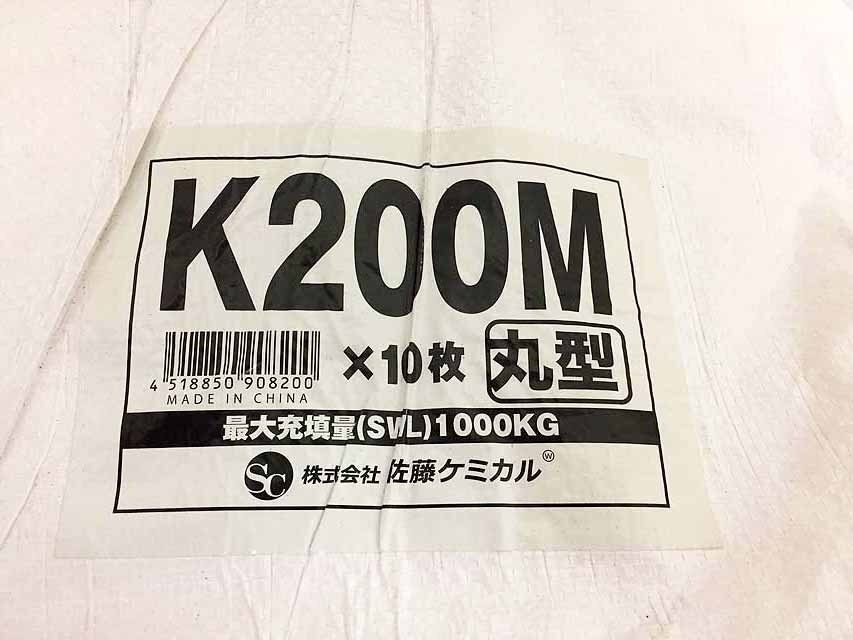 K200M
4 518850 908200
MADE IN CHINA
×10枚
丸型
最大充填量(SWL)1000KG
SC 株式会社 佐藤ケミカル Ⓦ